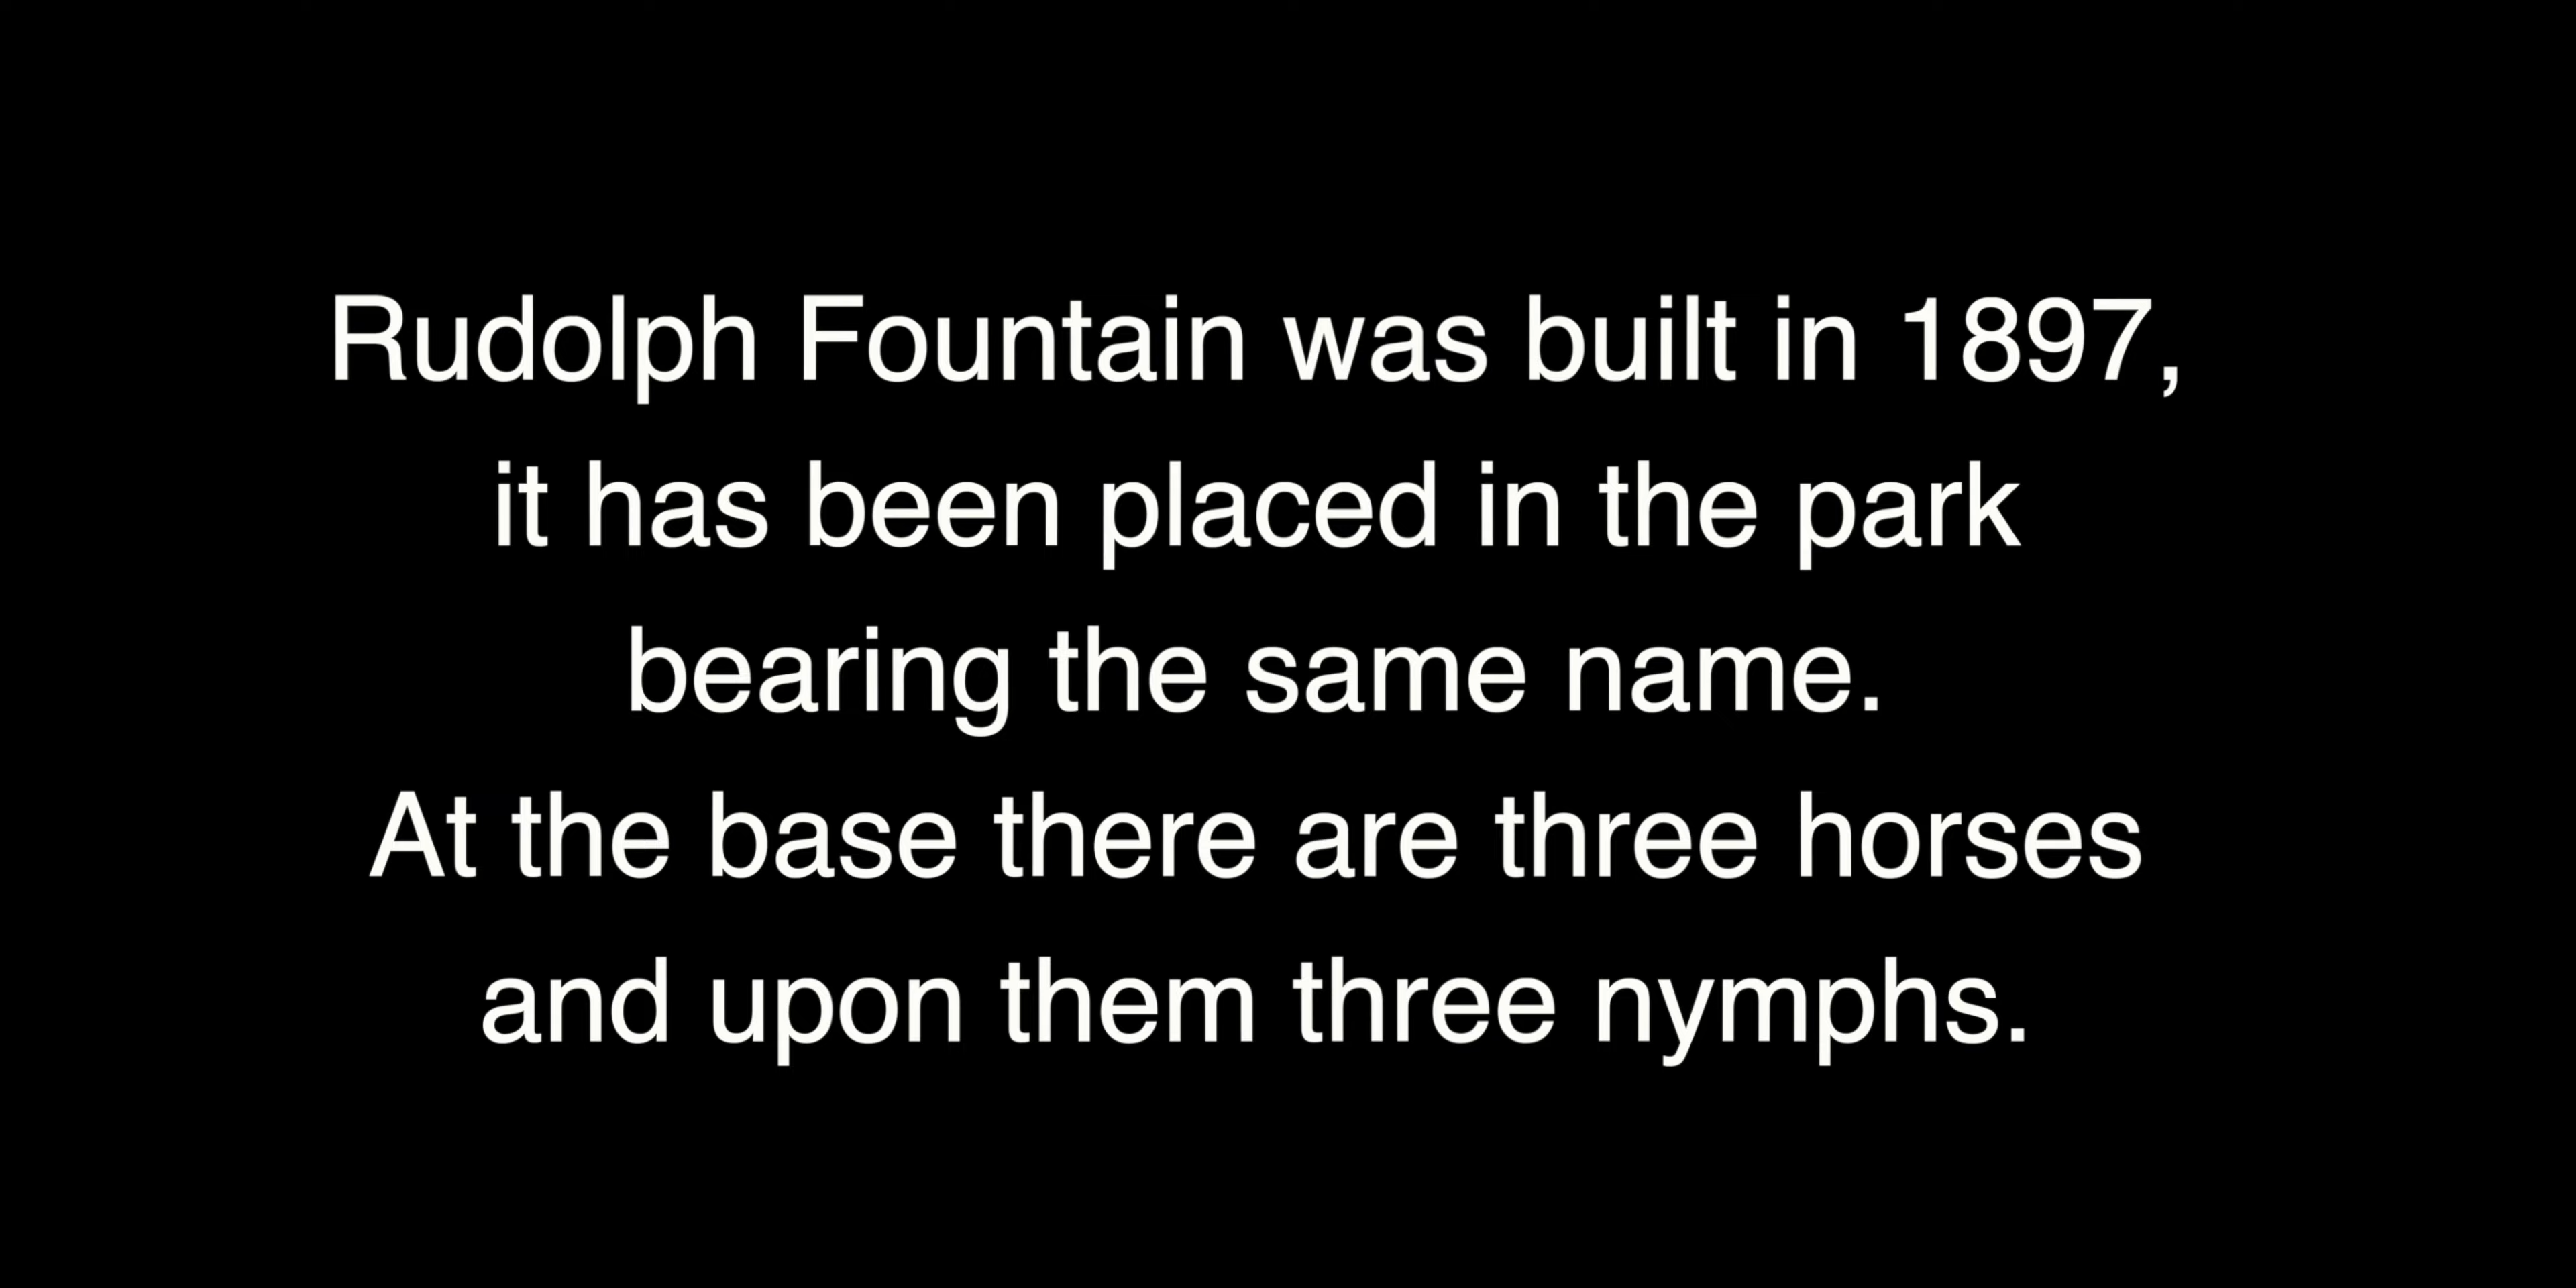 Rudolph Fountain was built in 1897,
it has been placed in the park
bearing the same name.
At the base there are three horses
and upon them three nymphs.